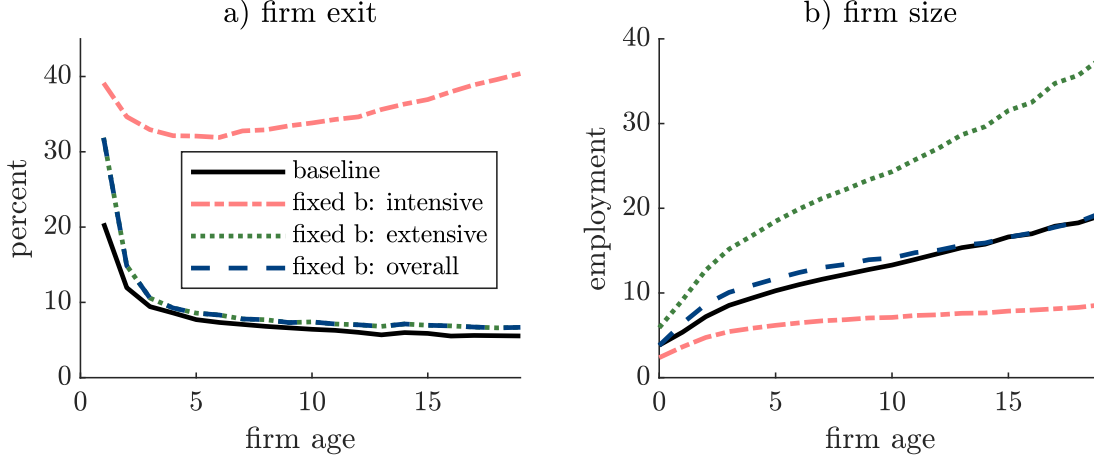 a) firm exit
percent
40
30
20
10
0
baseline
fixed b: intensive
fixed b: extensive
fixed b: overall
0 5 10 15
firm age
b) firm size
employment
40
30
20
10
0
0 5 10 15
firm age